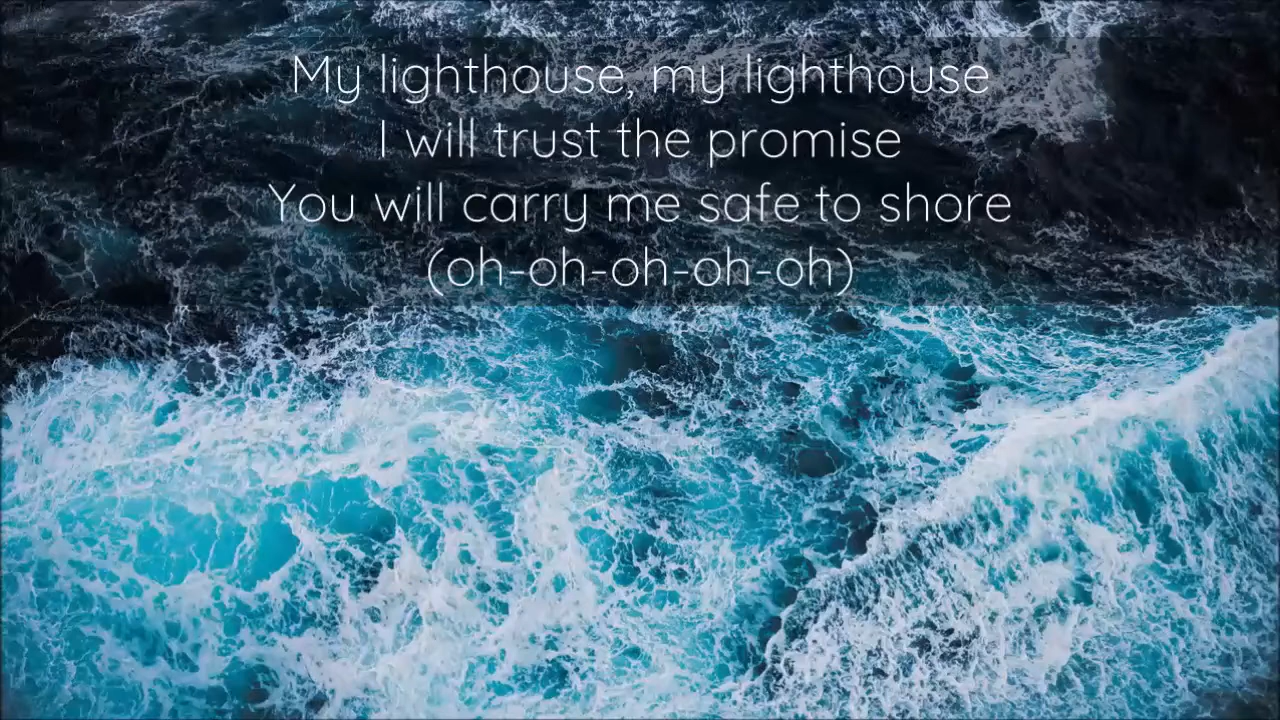 My lighthouse, my lighthouse
I will trust the promise
You will carry me safe to shore
(oh-oh-oh-oh-oh)